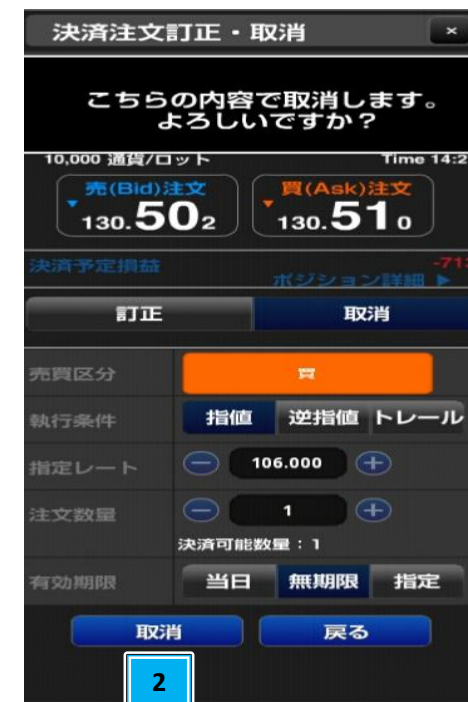 決済注文訂正・取消 ×
こちらの内容で取消します。
よろしいですか？
10,000 通貨/ロット Time 14:2
売(Bid)注文 買(Ask)注文
130.502 130.510
決済予定損益 -71
ポジション詳細 ▶
訂正 取消
売買区分 買
執行条件 指値 逆指値 トレール
指定レート － 106.000 ＋
注文数量 － 1 ＋
決済可能数量：1
有効期限 当日 無期限 指定
取消 戻る
2